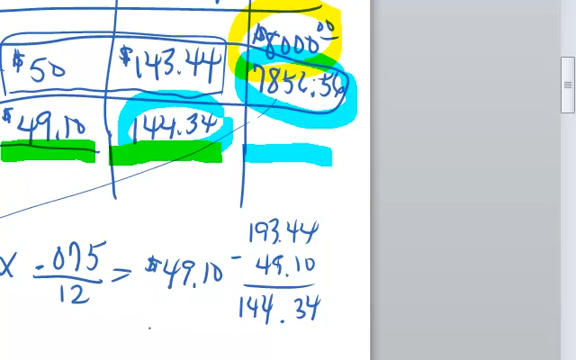 $8000.00
$50 $143.44 7856.56
$49.10 144.34
x .075/12 = $49.10
193.44
- 49.10
144.34